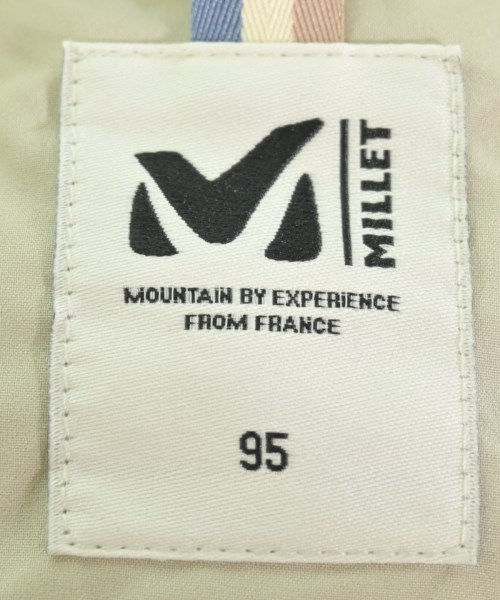 MILLET
MOUNTAIN BY EXPERIENCE
FROM FRANCE
95